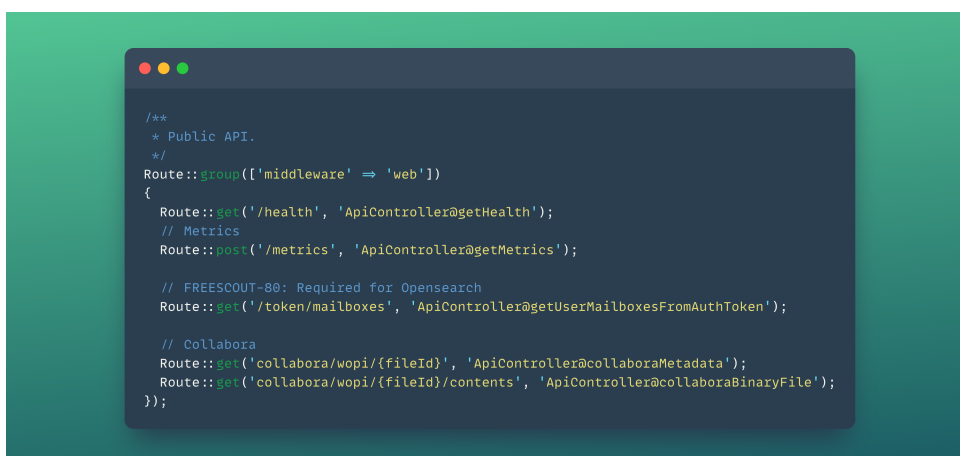 /**
 * Public API.
 */
Route::group(['middleware' => 'web'])
{
  Route::get('/health', 'ApiController@getHealth');
  // Metrics
  Route::post('/metrics', 'ApiController@getMetrics');

  // FREESCOUT-80: Required for Opensearch
  Route::get('/token/mailboxes', 'ApiController@getUserMailboxesFromAuthToken');

  // Collabora
  Route::get('collabora/wopi/{fileId}', 'ApiController@collaboraMetadata');
  Route::get('collabora/wopi/{fileId}/contents', 'ApiController@collaboraBinaryFile');
});